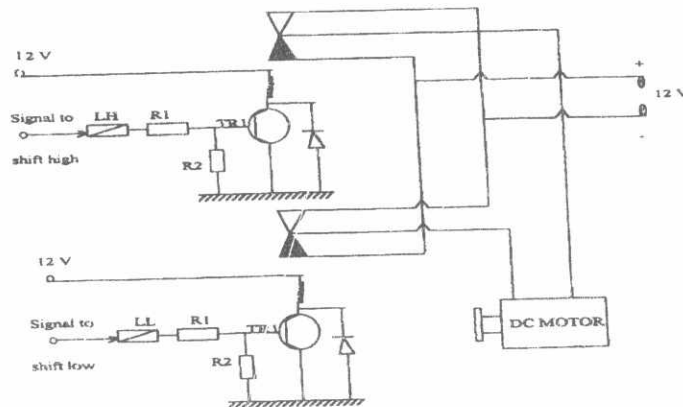 12 V
Signal to
shift high
LH
R1
TR1
R2
+
12 V
-
12 V
Signal to
shift low
LL
R1
R2
DC MOTOR